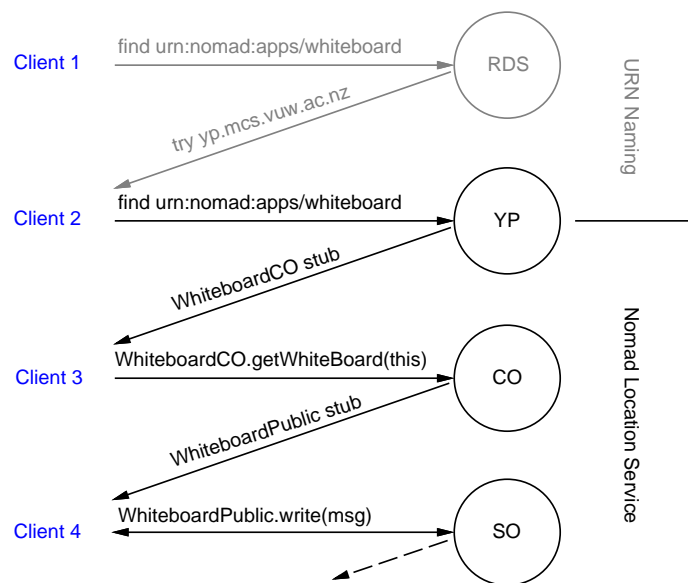 find urn:nomad:apps/whiteboard
Client 1
RDS
URN Naming
try yp.mcs.vuw.ac.nz
find urn:nomad:apps/whiteboard
Client 2
YP
WhiteboardCO stub
Nomad Location Service
WhiteboardCO.getWhiteBoard(this)
Client 3
CO
WhiteboardPublic stub
WhiteboardPublic.write(msg)
Client 4
SO